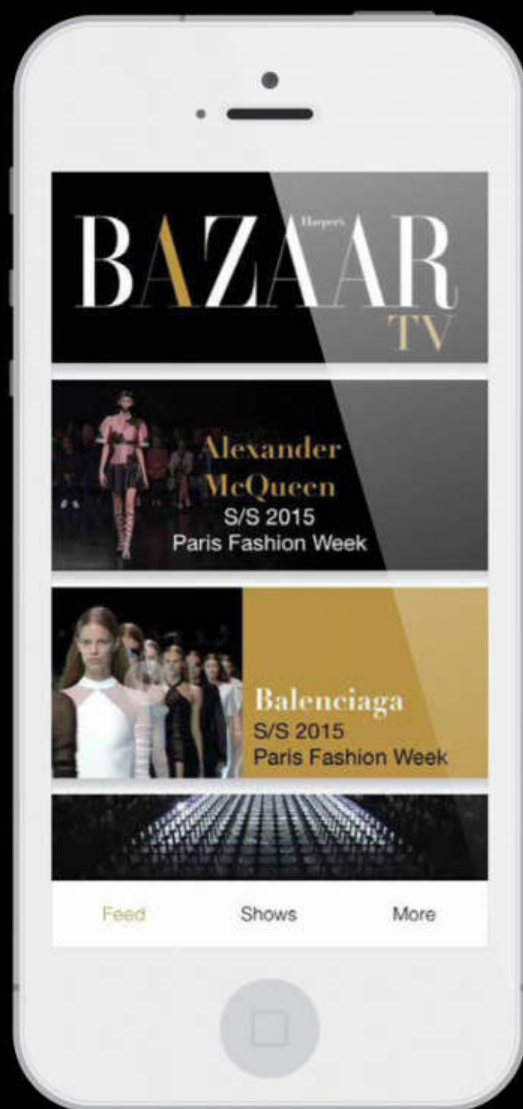 Harper's
BAZAAR
TV
Alexander
McQueen
S/S 2015
Paris Fashion Week
Balenciaga
S/S 2015
Paris Fashion Week
Feed
Shows
More